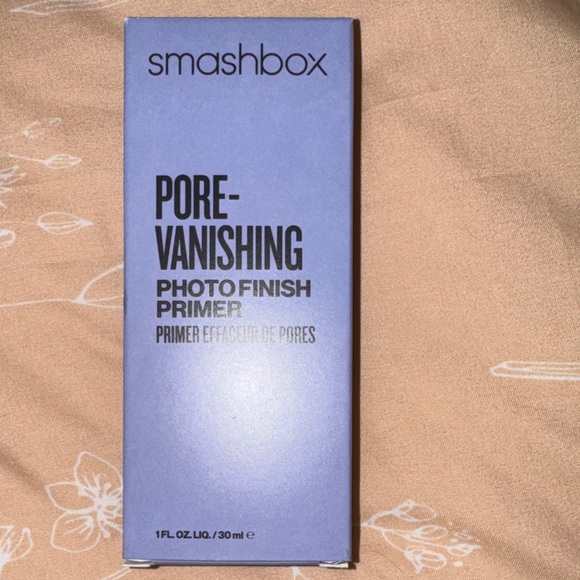 smashbox
PORE-
VANISHING
PHOTO FINISH
PRIMER
PRIMER EFFACEUR DE PORES
1 FL. OZ. LIQ. / 30 ml ℮